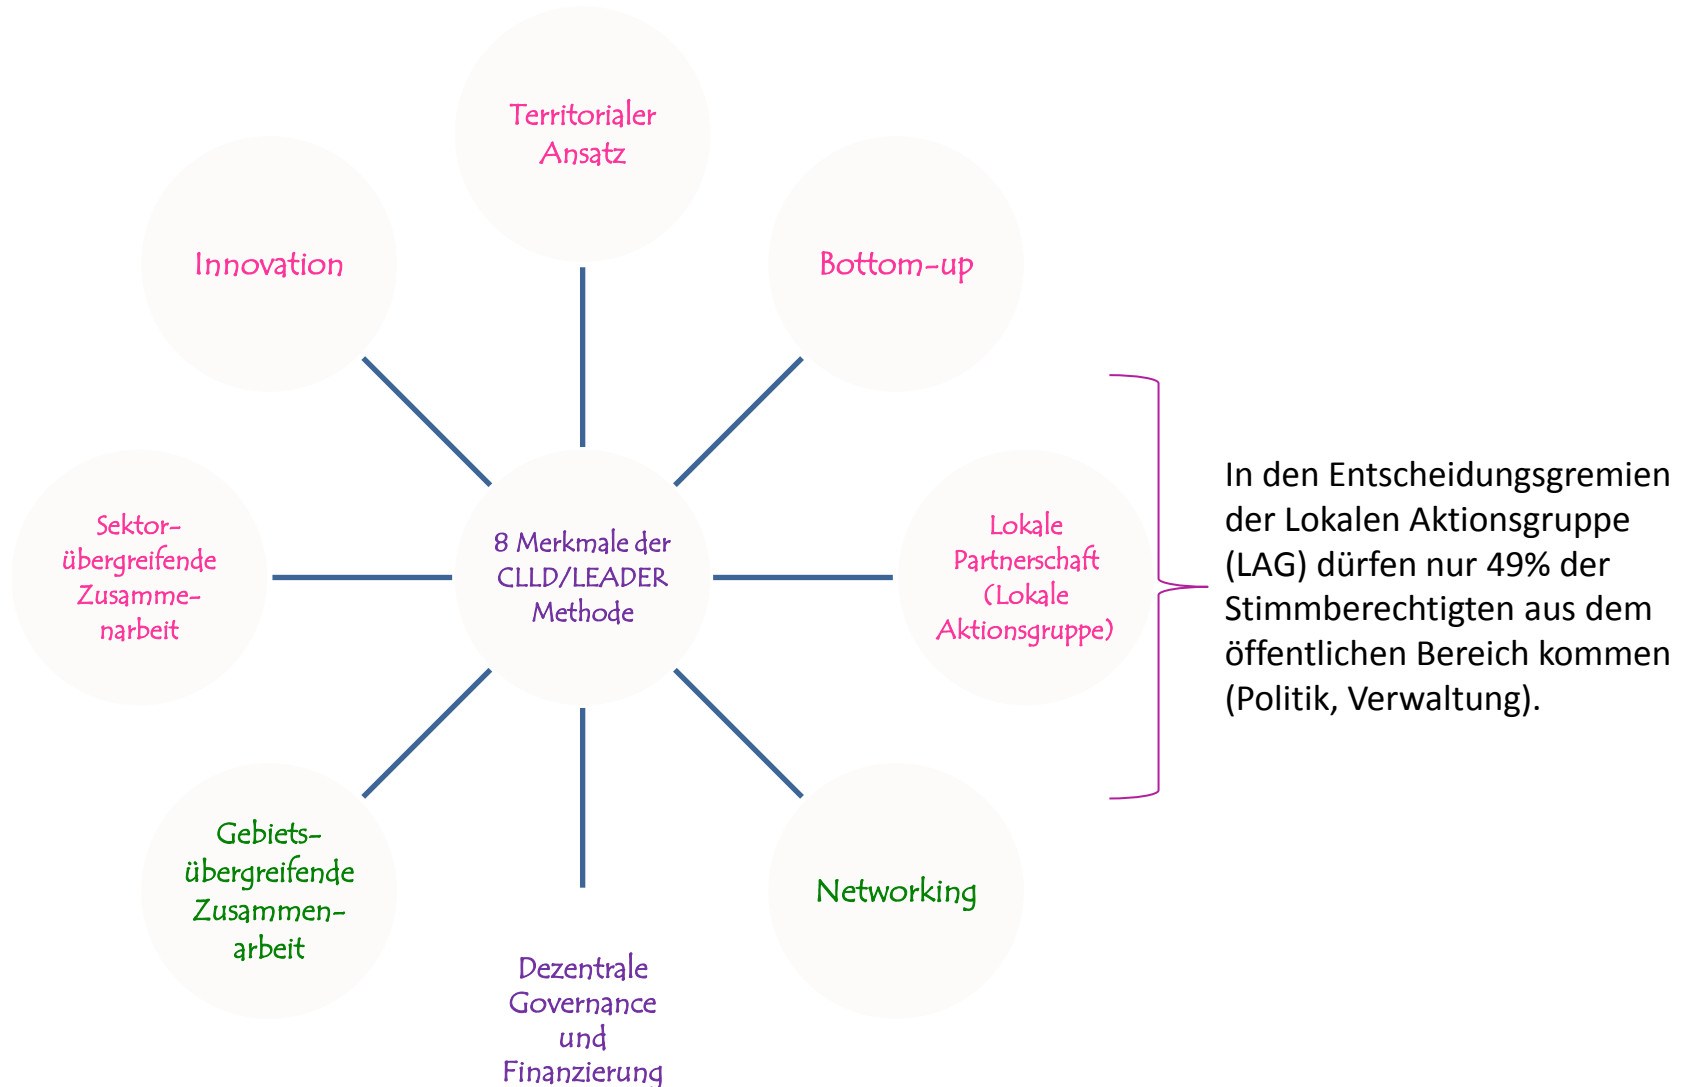 Territorialer
Ansatz
Innovation
Bottom-up
Sektor-
übergreifende
Zusamme-
narbeit
8 Merkmale der
CLLD/LEADER
Methode
Lokale
Partnerschaft
(Lokale
Aktionsgruppe)
In den Entscheidungsgremien
der Lokalen Aktionsgruppe
(LAG) dürfen nur 49% der
Stimmberechtigten aus dem
öffentlichen Bereich kommen
(Politik, Verwaltung).
Gebiets-
übergreifende
Zusammen-
arbeit
Networking
Dezentrale
Governance
und
Finanzierung